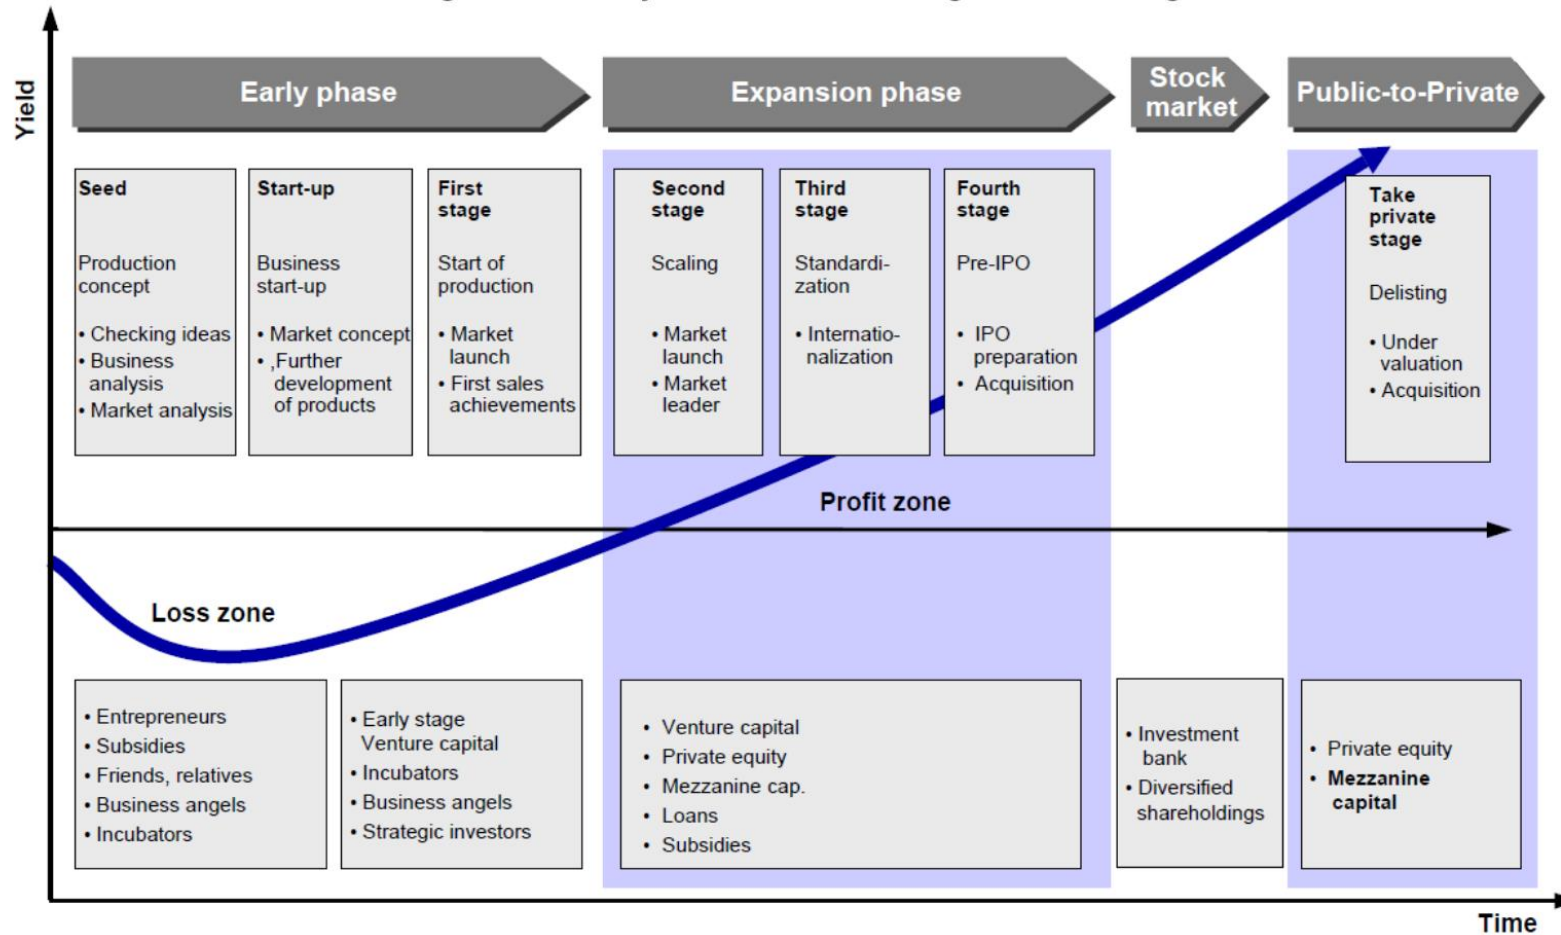 Yield
Early phase
Expansion phase
Stock
market
Public-to-Private
Seed
Production
concept
• Checking ideas
• Business
analysis
• Market analysis
Start-up
Business
start-up
• Market concept
• ,Further
development
of products
First
stage
Start of
production
• Market
launch
• First sales
achievements
Second
stage
Scaling
• Market
launch
• Market
leader
Third
stage
Standardi-
zation
• Internatio-
nalization
Fourth
stage
Pre-IPO
• IPO
preparation
• Acquisition
Take
private
stage
Delisting
• Under
valuation
• Acquisition
Profit zone
Loss zone
• Entrepreneurs
• Subsidies
• Friends, relatives
• Business angels
• Incubators
• Early stage
Venture capital
• Incubators
• Business angels
• Strategic investors
• Venture capital
• Private equity
• Mezzanine cap.
• Loans
• Subsidies
• Investment
bank
• Diversified
shareholdings
• Private equity
• Mezzanine
capital
Time